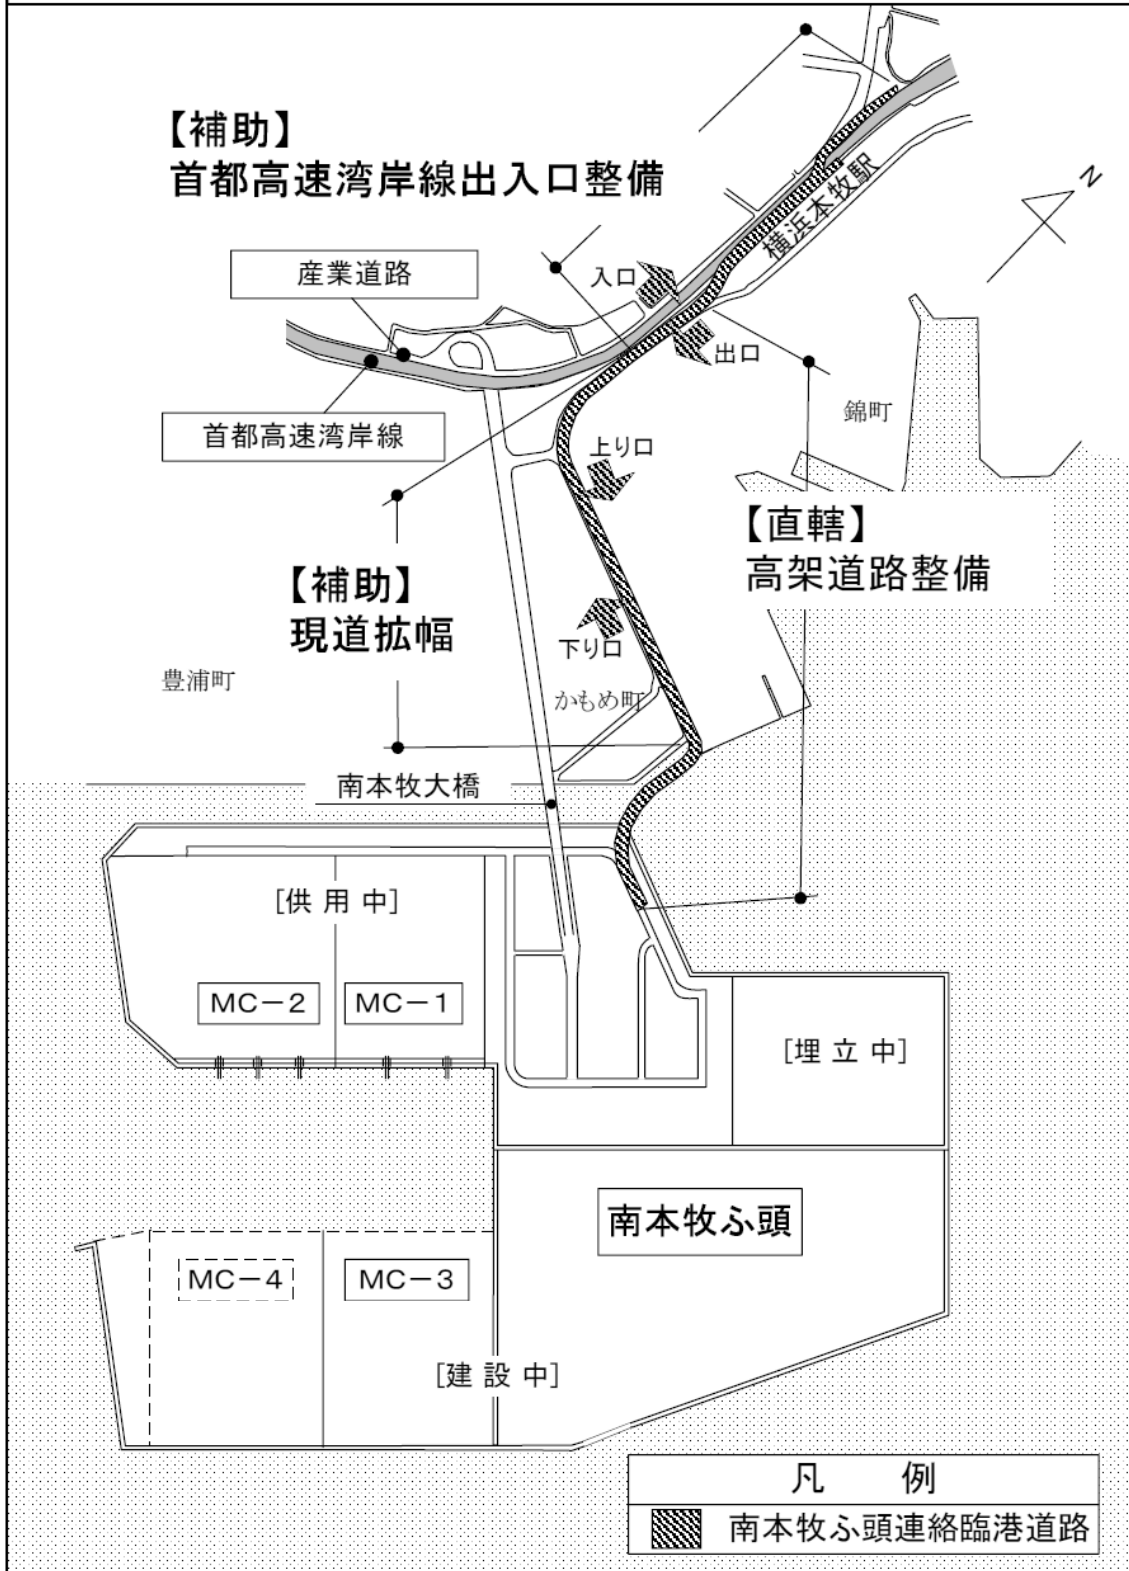 【補助】
首都高速湾岸線出入口整備
N
横浜本牧駅
産業道路
入口
出口
首都高速湾岸線
錦町
上り口
【直轄】
高架道路整備
【補助】
現道拡幅
下り口
豊浦町
かもめ町
南本牧大橋
[供用中]
MC－2
MC－1
[埋立中]
南本牧ふ頭
MC－4
MC－3
[建設中]
凡 例
南本牧ふ頭連絡臨港道路